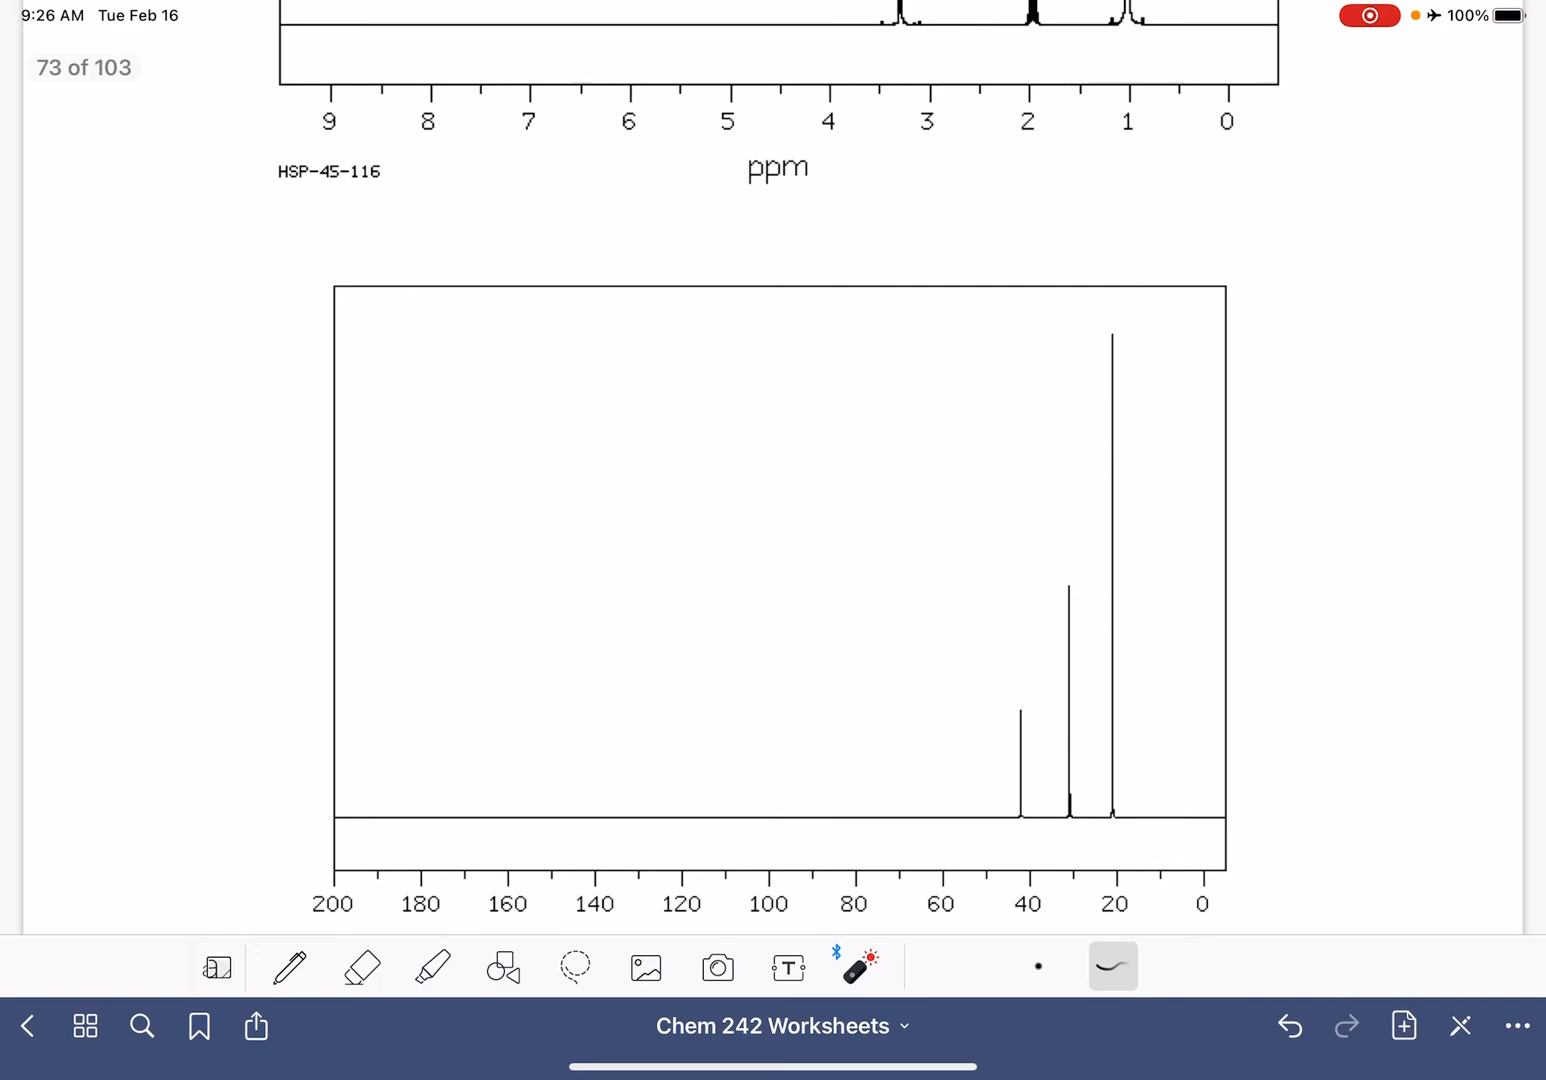 9:26 AM Tue Feb 16
100%
73 of 103
9 8 7 6 5 4 3 2 1 0
HSP-45-116
ppm
200 180 160 140 120 100 80 60 40 20 0
a
T
Chem 242 Worksheets